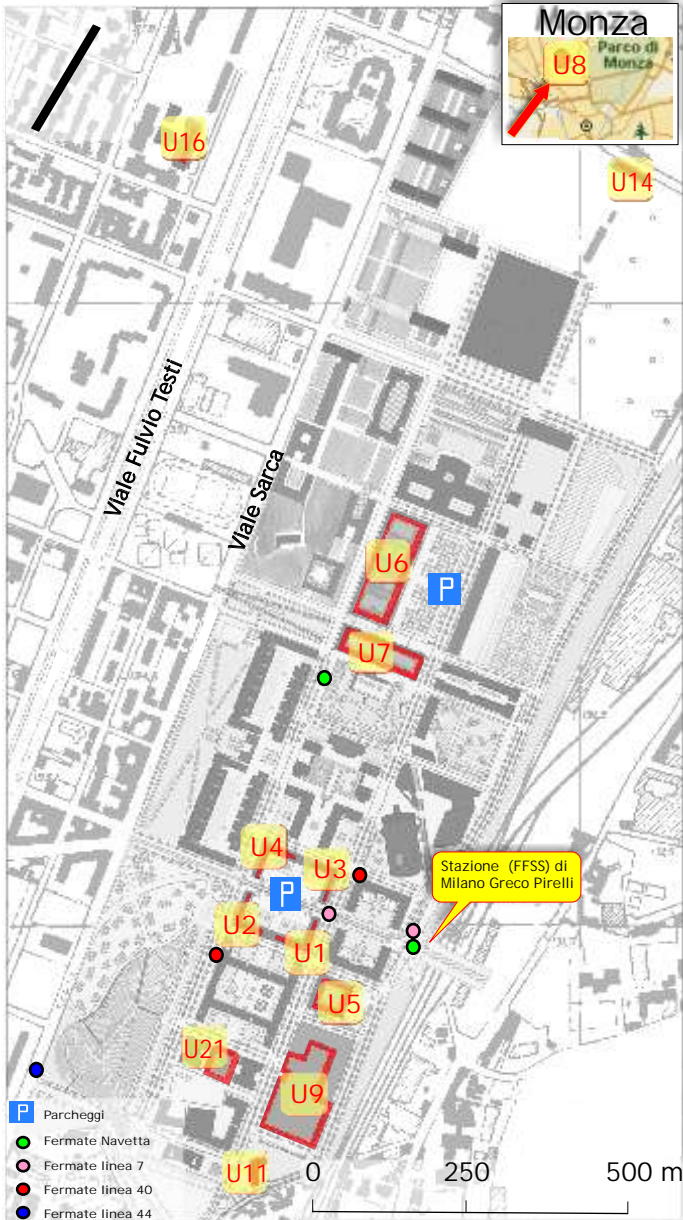 Monza
Parco di
Monza
U8
U16
U14
Viale Fulvio Testi
Viale Sarca
U6
P
U7
U4
U3
P
Stazione (FFSS) di
Milano Greco Pirelli
U2
U1
U5
U21
U9
P Parcheggi
Fermate Navetta
Fermate linea 7
Fermate linea 40
Fermate linea 44
U11
0 250 500 m